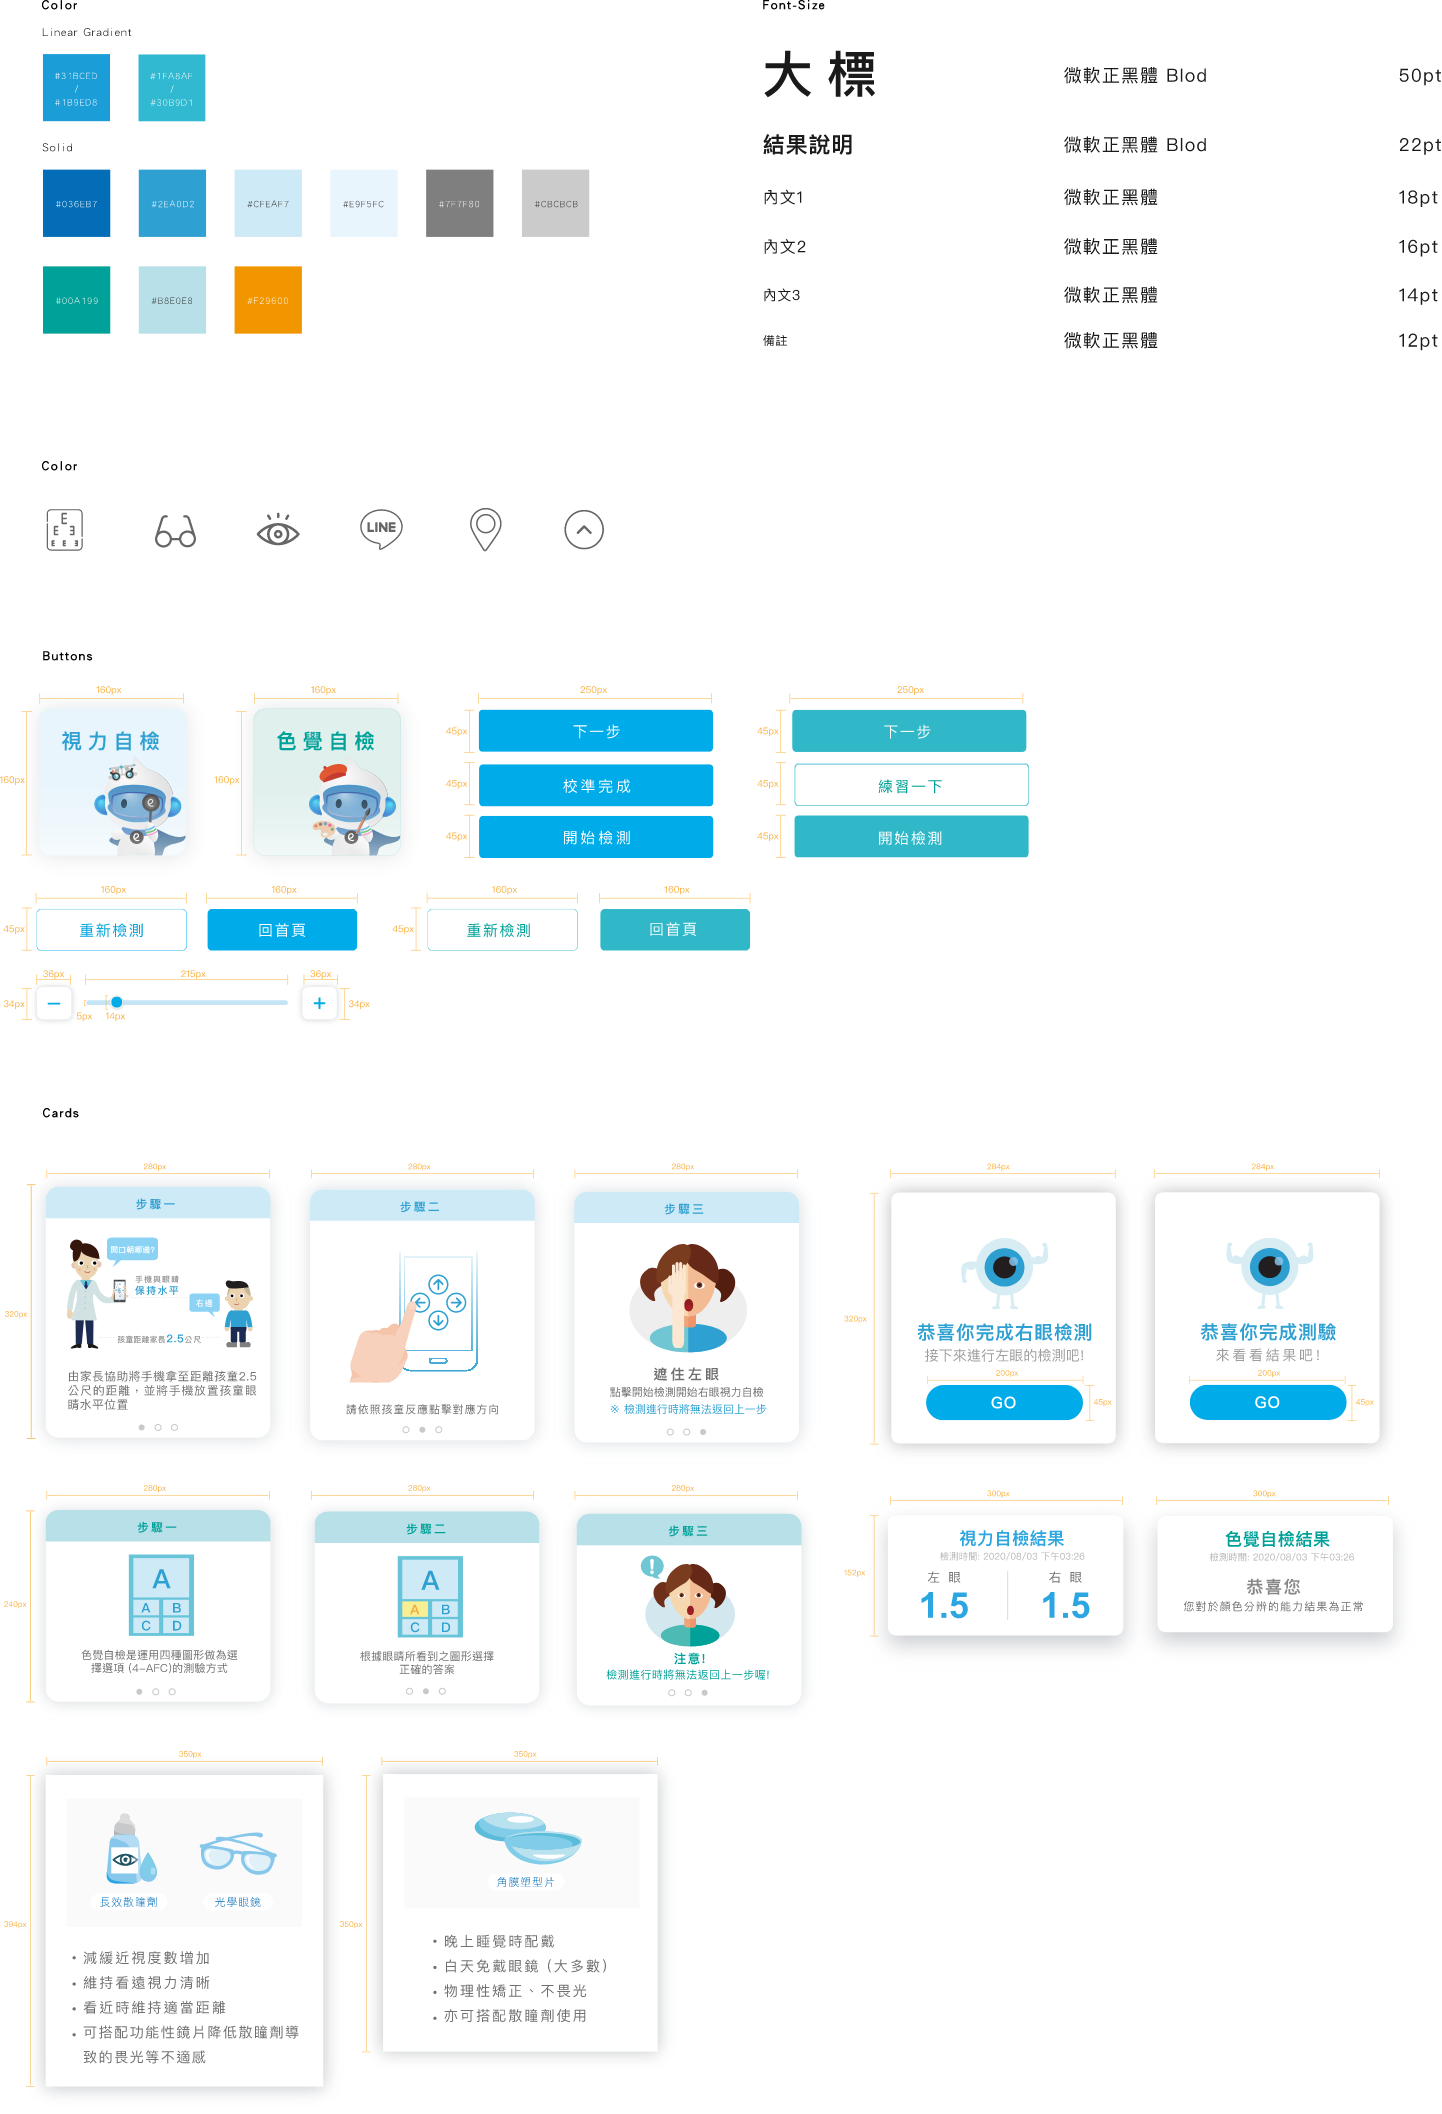 Color
Linear Gradient
#31BCED
/
#1B9ED8
#1FA8AF
/
#30B9D1
Solid
#036EB7
#2EA0D2
#CFEAF7
#E9F5FC
#7F7F80
#CBCBCB
#00A199
#B8E0E8
#F29600
Font-Size
大標 微軟正黑體 Blod 50pt
結果說明 微軟正黑體 Blod 22pt
內文1 微軟正黑體 18pt
內文2 微軟正黑體 16pt
內文3 微軟正黑體 14pt
備註 微軟正黑體 12pt
Color
E
E E
E E E E
LINE
Buttons
160px
160px
視力自檢
e
e
160px
160px
色覺自檢
e
250px
45px
下一步
45px
校準完成
45px
開始檢測
250px
45px
下一步
45px
練習一下
45px
開始檢測
160px
45px
重新檢測
160px
回首頁
160px
45px
重新檢測
160px
回首頁
36px
34px
−
215px
5px
14px
36px
+
34px
Cards
280px
320px
步驟一
開口朝哪邊?
手機與眼睛
保持水平
右邊
孩童距離家長2.5公尺
由家長協助將手機拿至距離孩童2.5
公尺的距離，並將手機放置孩童眼
睛水平位置
280px
步驟二
請依照孩童反應點擊對應方向
280px
步驟三
遮住左眼
點擊開始檢測開始右眼視力自檢
※ 檢測進行時將無法返回上一步
284px
320px
恭喜你完成右眼檢測
接下來進行左眼的檢測吧!
200px
GO
45px
284px
恭喜你完成測驗
來看看結果吧!
200px
GO
45px
280px
240px
步驟一
A
A B
C D
色覺自檢是運用四種圖形做為選
擇選項 (4-AFC)的測驗方式
280px
步驟二
A
A B
C D
根據眼睛所看到之圖形選擇
正確的答案
280px
步驟三
!
注意!
檢測進行時將無法返回上一步喔!
300px
152px
視力自檢結果
檢測時間: 2020/08/03 下午03:26
左 眼
1.5
右 眼
1.5
300px
色覺自檢結果
檢測時間: 2020/08/03 下午03:26
恭喜您
您對於顏色分辨的能力結果為正常
350px
394px
長效散瞳劑
光學眼鏡
• 減緩近視度數增加
• 維持看遠視力清晰
• 看近時維持適當距離
• 可搭配功能性鏡片降低散瞳劑導
致的畏光等不適感
350px
350px
角膜塑型片
• 晚上睡覺時配戴
• 白天免戴眼鏡 (大多數)
• 物理性矯正、不畏光
• 亦可搭配散瞳劑使用